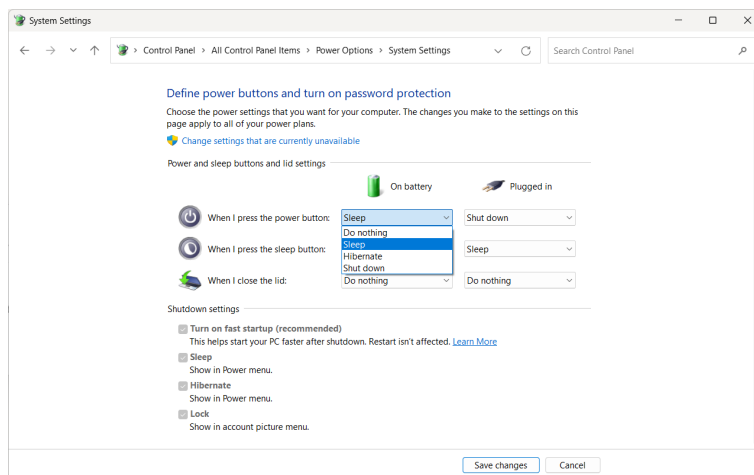 System Settings
Control Panel > All Control Panel Items > Power Options > System Settings
Search Control Panel
Define power buttons and turn on password protection
Choose the power settings that you want for your computer. The changes you make to the settings on this
page apply to all of your power plans.
Change settings that are currently unavailable
Power and sleep buttons and lid settings
On battery Plugged in
When I press the power button: Sleep Shut down
Do nothing
Sleep
When I press the sleep button: Sleep
Hibernate
Shut down
When I close the lid: Do nothing Do nothing
Shutdown settings
Turn on fast startup (recommended)
This helps start your PC faster after shutdown. Restart isn't affected. Learn More
Sleep
Show in Power menu.
Hibernate
Show in Power menu.
Lock
Show in account picture menu.
Save changes Cancel